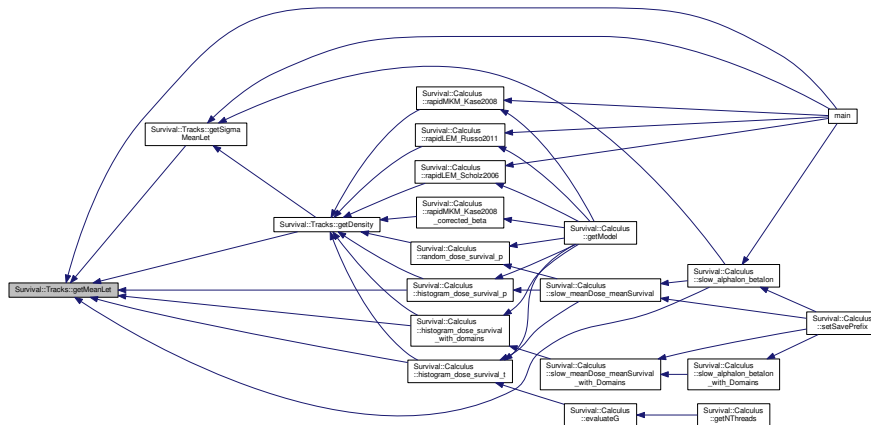 Survival::Tracks::getMeanLet
Survival::Tracks::getSigma
MeanLet
Survival::Tracks::getDensity
Survival::Calculus
::rapidMKM_Kase2008
Survival::Calculus
::rapidLEM_Russo2011
Survival::Calculus
::rapidLEM_Scholz2006
Survival::Calculus
::rapidMKM_Kase2008
_corrected_beta
Survival::Calculus
::random_dose_survival_p
Survival::Calculus
::histogram_dose_survival_p
Survival::Calculus
::histogram_dose_survival
_with_domains
Survival::Calculus
::histogram_dose_survival_t
Survival::Calculus
::getModel
Survival::Calculus
::slow_meanDose_meanSurvival
Survival::Calculus
::slow_meanDose_meanSurvival
_with_Domains
Survival::Calculus
::evaluateG
main
Survival::Calculus
::slow_alphaIon_betaIon
Survival::Calculus
::slow_alphaIon_betaIon
_with_Domains
Survival::Calculus
::getNThreads
Survival::Calculus
::setSavePrefix